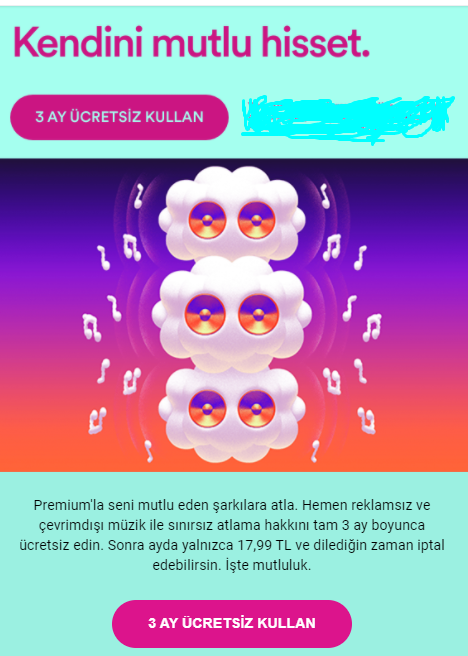 Kendini mutlu hisset.
3 AY ÜCRETSİZ KULLAN
Premium'la seni mutlu eden şarkılara atla. Hemen reklamsız ve
çevrimdışı müzik ile sınırsız atlama hakkını tam 3 ay boyunca
ücretsiz edin. Sonra ayda yalnızca 17,99 TL ve dilediğin zaman iptal
edebilirsin. İşte mutluluk.
3 AY ÜCRETSİZ KULLAN